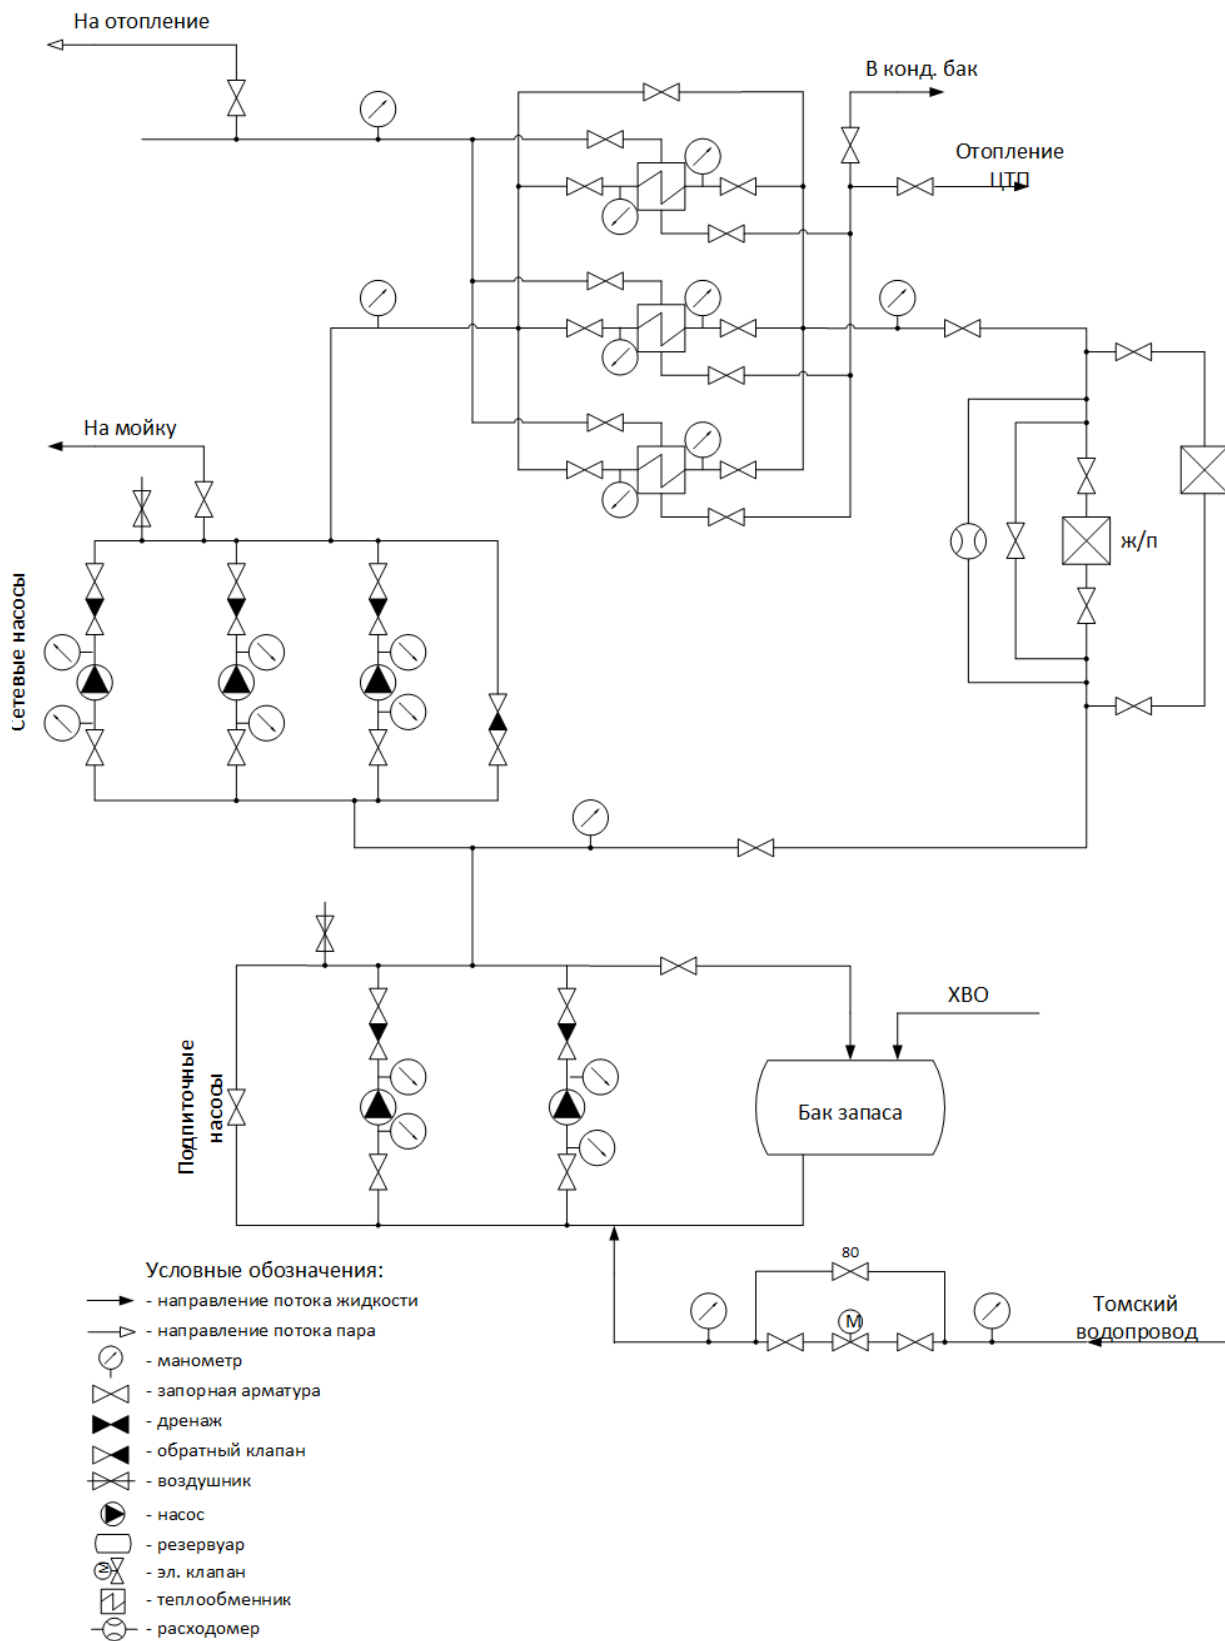 На отопление
В конд. бак
Отопление
ЦТП
На мойку
ж/п
Сетевые насосы
ХВО
Подпиточные
насосы
Бак запаса
80
М
Томский
водопровод
Условные обозначения:
- направление потока жидкости
- направление потока пара
- манометр
- запорная арматура
- дренаж
- обратный клапан
- воздушник
- насос
- резервуар
М
- эл. клапан
- теплообменник
- расходомер